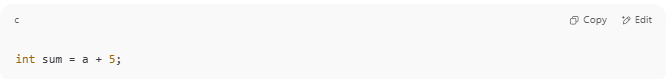 c Copy Edit
int sum = a + 5;